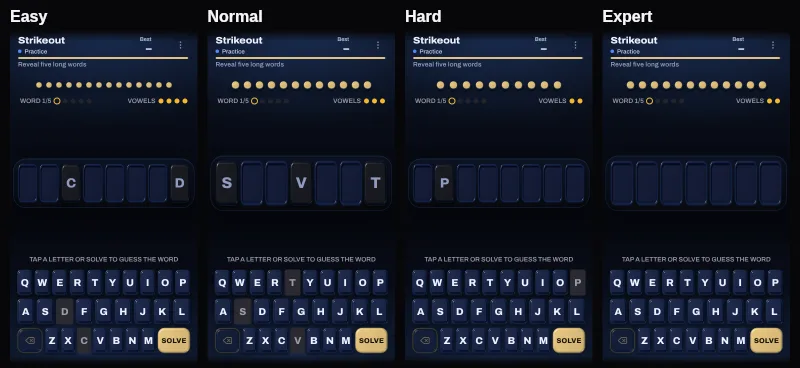 Easy
Strikeout
Best
–
Practice
Reveal five long words
WORD 1/5
VOWELS
C D
TAP A LETTER OR SOLVE TO GUESS THE WORD
Q W E R T Y U I O P
A S D F G H J K L
Z X C V B N M SOLVE
Normal
Strikeout
Best
–
Practice
Reveal five long words
WORD 1/5
VOWELS
S V T
TAP A LETTER OR SOLVE TO GUESS THE WORD
Q W E R T Y U I O P
A S D F G H J K L
Z X C V B N M SOLVE
Hard
Strikeout
Best
–
Practice
Reveal five long words
WORD 1/5
VOWELS
P
TAP A LETTER OR SOLVE TO GUESS THE WORD
Q W E R T Y U I O P
A S D F G H J K L
Z X C V B N M SOLVE
Expert
Strikeout
Best
–
Practice
Reveal five long words
WORD 1/5
VOWELS
TAP A LETTER OR SOLVE TO GUESS THE WORD
Q W E R T Y U I O P
A S D F G H J K L
Z X C V B N M SOLVE